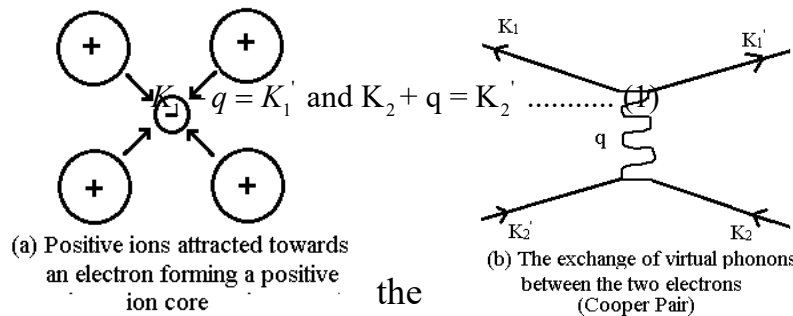 + +
K₁ K₁'
K₁ - q = K₁' and K₂ + q = K₂' ........... (1)
-
q
+ +
K₂' K₂
(a) Positive ions attracted towards
an electron forming a positive
ion core
(b) The exchange of virtual phonons
between the two electrons
(Cooper Pair)
the